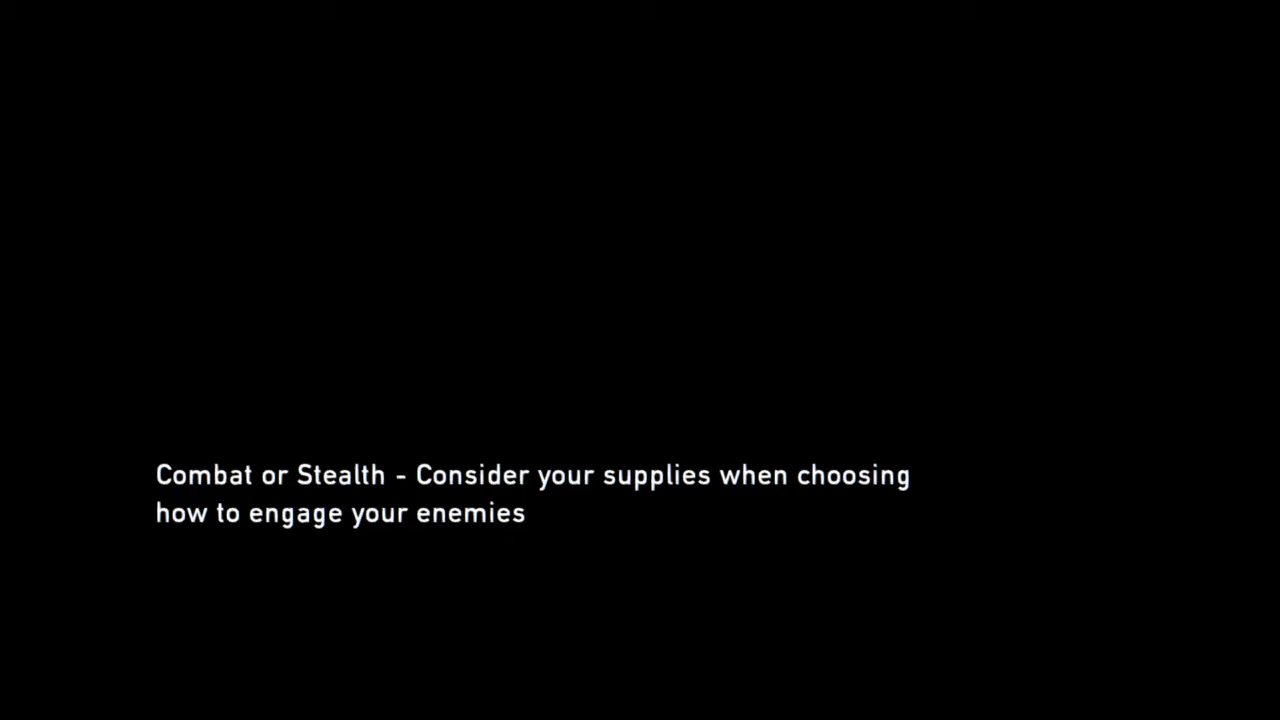 Combat or Stealth - Consider your supplies when choosing
how to engage your enemies